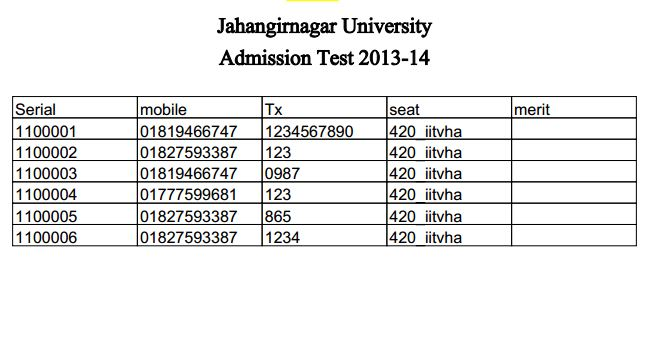 Jahangirnagar University
Admission Test 2013-14
Serial mobile Tx seat merit
1100001 01819466747 1234567890 420_iitvha
1100002 01827593387 123 420_iitvha
1100003 01819466747 0987 420_iitvha
1100004 01777599681 123 420_iitvha
1100005 01827593387 865 420_iitvha
1100006 01827593387 1234 420_iitvha